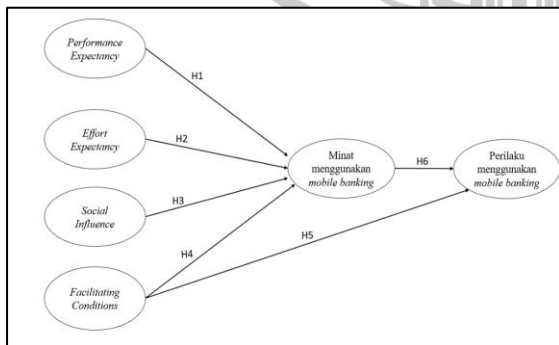 Performance
Expectancy
H1
Effort
Expectancy
H2
Social
Influence
H3
Facilitating
Conditions
H4
H5
Minat
menggunakan
mobile banking
H6
Perilaku
menggunakan
mobile banking